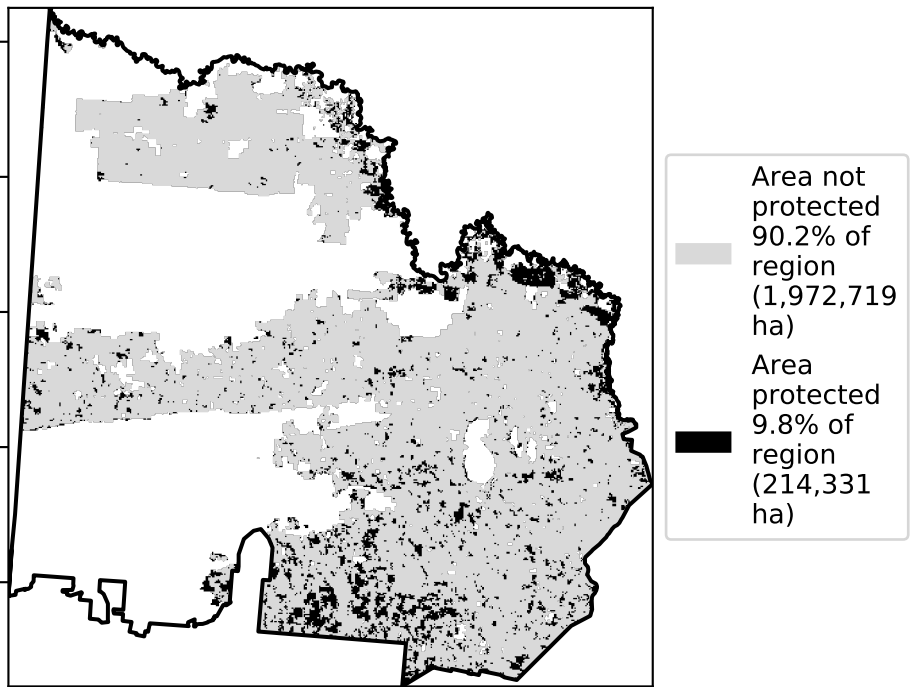 Area not
protected
90.2% of
region
(1,972,719
ha)
Area
protected
9.8% of
region
(214,331
ha)